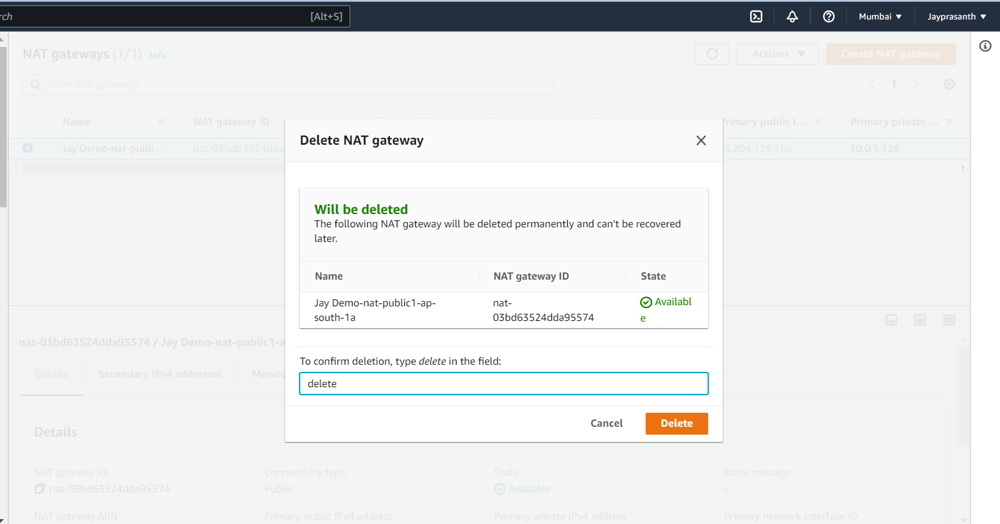 rch [Alt+S] Mumbai Jayprasanth
NAT gateways (1/1) Info Actions Create NAT gateway
Filter NAT gateways 1
Name NAT gateway ID Primary public I... Primary private ...
Jay Demo-nat-publi... nat-03bd63524dda 3.204.129.166 10.0.5.128
Delete NAT gateway
Will be deleted
The following NAT gateway will be deleted permanently and can't be recovered
later.
Name NAT gateway ID State
Jay Demo-nat-public1-ap- nat- Availabl
south-1a 03bd63524dda95574 e
To confirm deletion, type delete in the field:
delete
Cancel Delete
nat-03bd63524dda95574 / Jay Demo-nat-public1-a
Details Secondary IPv4 addresses Monito
Details
NAT gateway ID Connectivity type State State message
nat-03bd63524dda95574 Public Available –
NAT gateway ARN Primary public IPv4 address Primary private IPv4 address Primary network interface ID